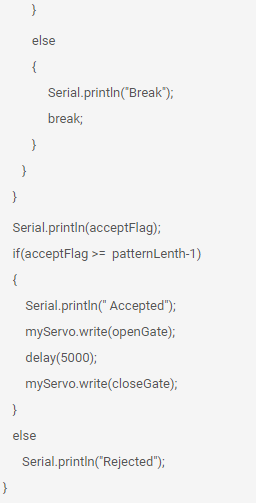 }
else
{
Serial.println("Break");
break;
}
}
}
Serial.println(acceptFlag);
if(acceptFlag >=  patternLenth-1)
{
Serial.println(" Accepted");
myServo.write(openGate);
delay(5000);
myServo.write(closeGate);
}
else
Serial.println("Rejected");
}